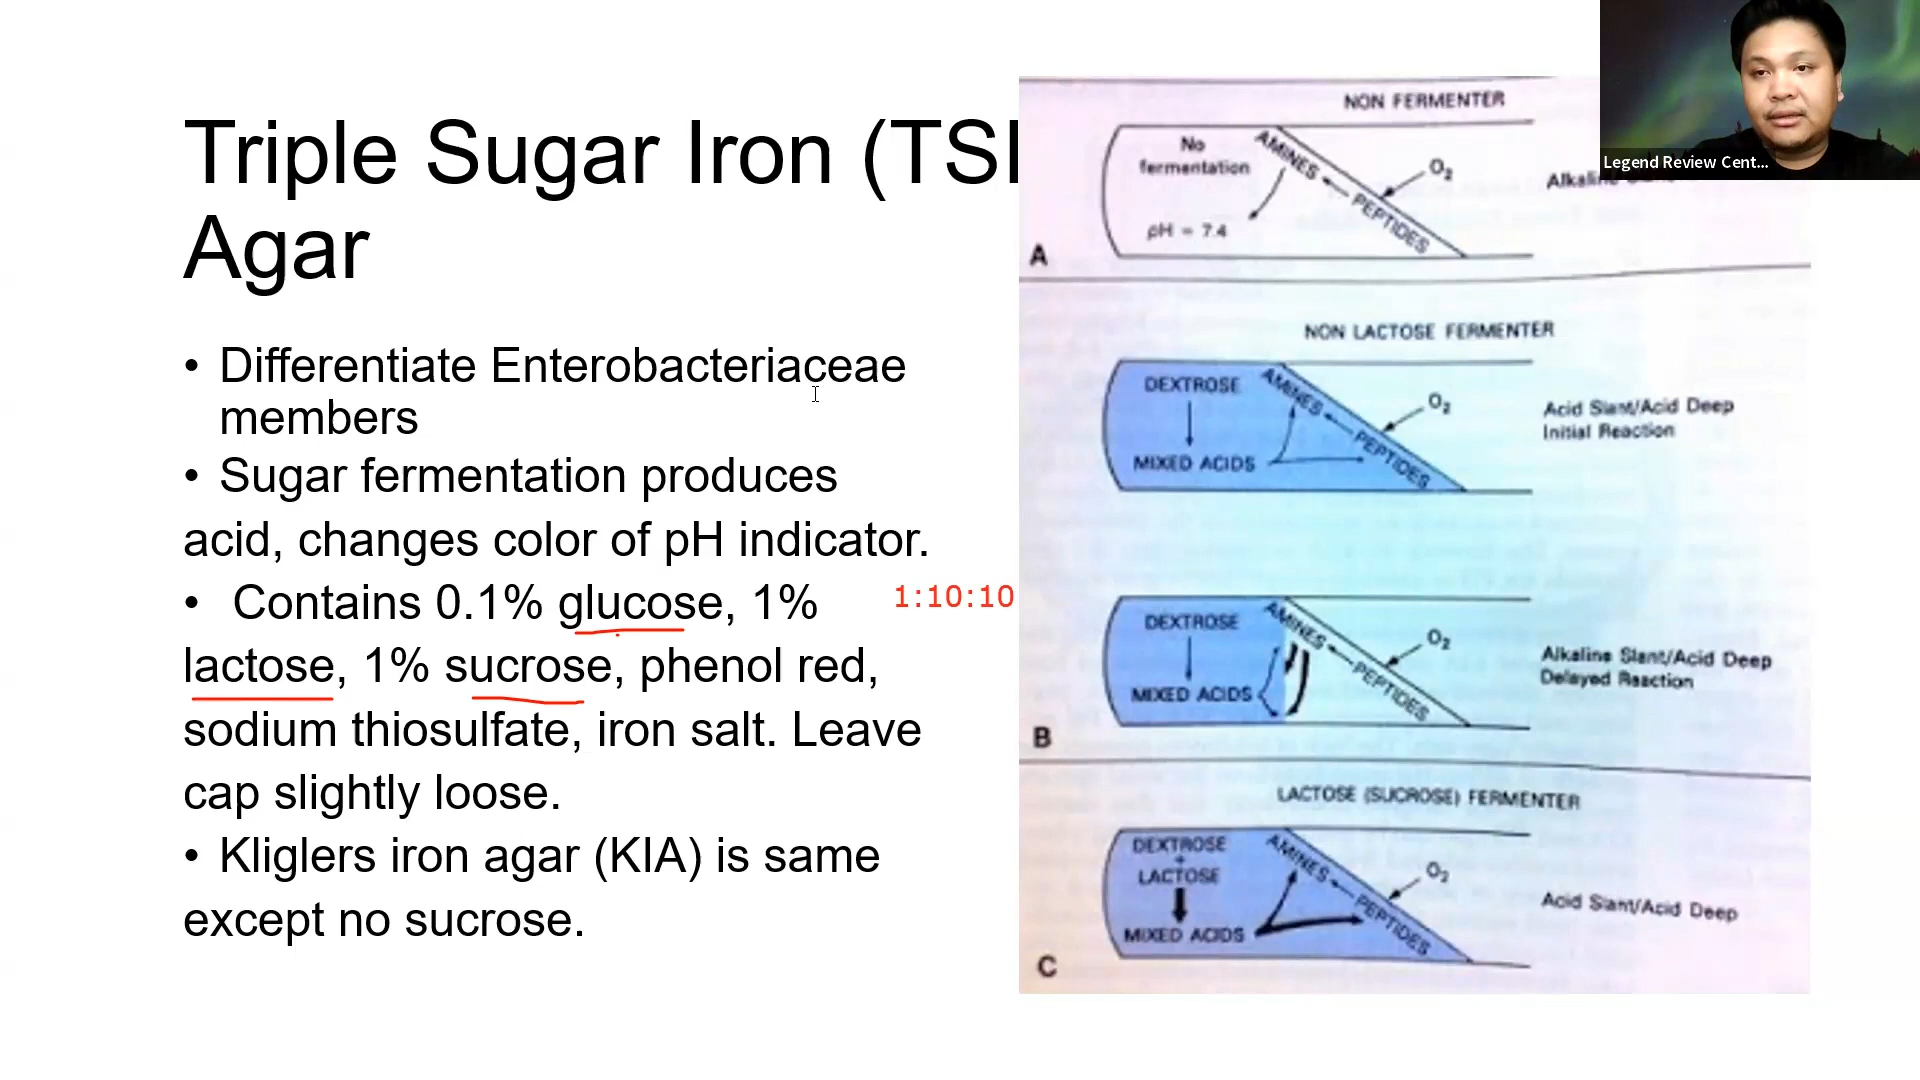 Triple Sugar Iron (TSI
Agar
• Differentiate Enterobacteriaceae
members
• Sugar fermentation produces
acid, changes color of pH indicator.
• Contains 0.1% glucose, 1%
1:10:10
lactose, 1% sucrose, phenol red,
sodium thiosulfate, iron salt. Leave
cap slightly loose.
• Kliglers iron agar (KIA) is same
except no sucrose.
NON FERMENTER
No
fermentation
AMINES
PEPTIDES
O₂
pH = 7.4
A
NON LACTOSE FERMENTER
DEXTROSE
MIXED ACIDS
AMINES
PEPTIDES
O₂
Acid Slant/Acid Deep
Initial Reaction
DEXTROSE
MIXED ACIDS
AMINES
PEPTIDES
O₂
Alkaline Slant/Acid Deep
Delayed Reaction
B
LACTOSE (SUCROSE) FERMENTER
DEXTROSE
+
LACTOSE
MIXED ACIDS
AMINES
PEPTIDES
O₂
Acid Slant/Acid Deep
C
Legend Review Cent...